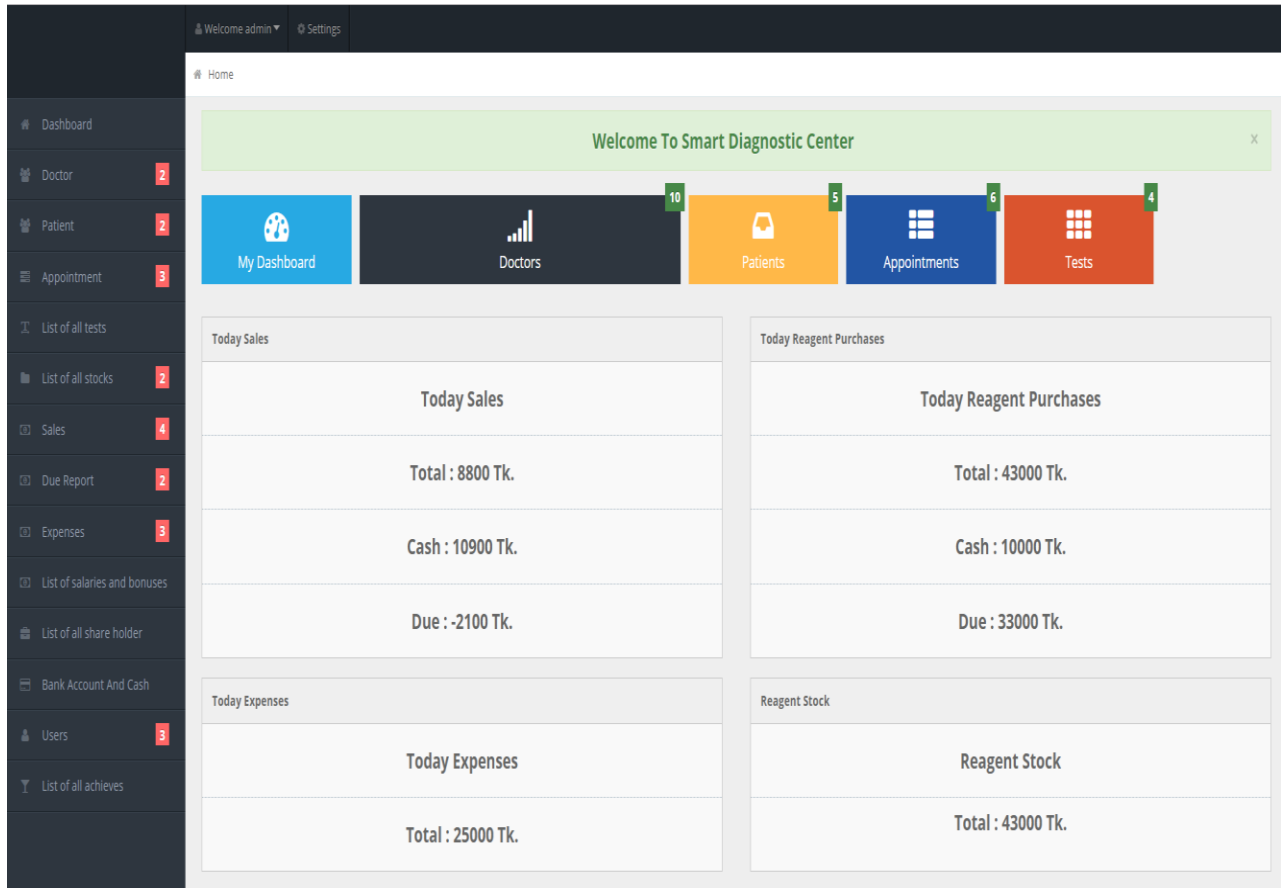 Welcome admin Settings
Home
Dashboard
Doctor 2
Patient 2
Appointment 3
List of all tests
List of all stocks 2
Sales 4
Due Report 2
Expenses 3
List of salaries and bonuses
List of all share holder
Bank Account And Cash
Users 3
List of all achieves
Welcome To Smart Diagnostic Center x
My Dashboard
10
Doctors
5
Patients
6
Appointments
4
Tests
Today Sales
Today Sales
Total : 8800 Tk.
Cash : 10900 Tk.
Due : -2100 Tk.
Today Reagent Purchases
Today Reagent Purchases
Total : 43000 Tk.
Cash : 10000 Tk.
Due : 33000 Tk.
Today Expenses
Today Expenses
Total : 25000 Tk.
Reagent Stock
Reagent Stock
Total : 43000 Tk.